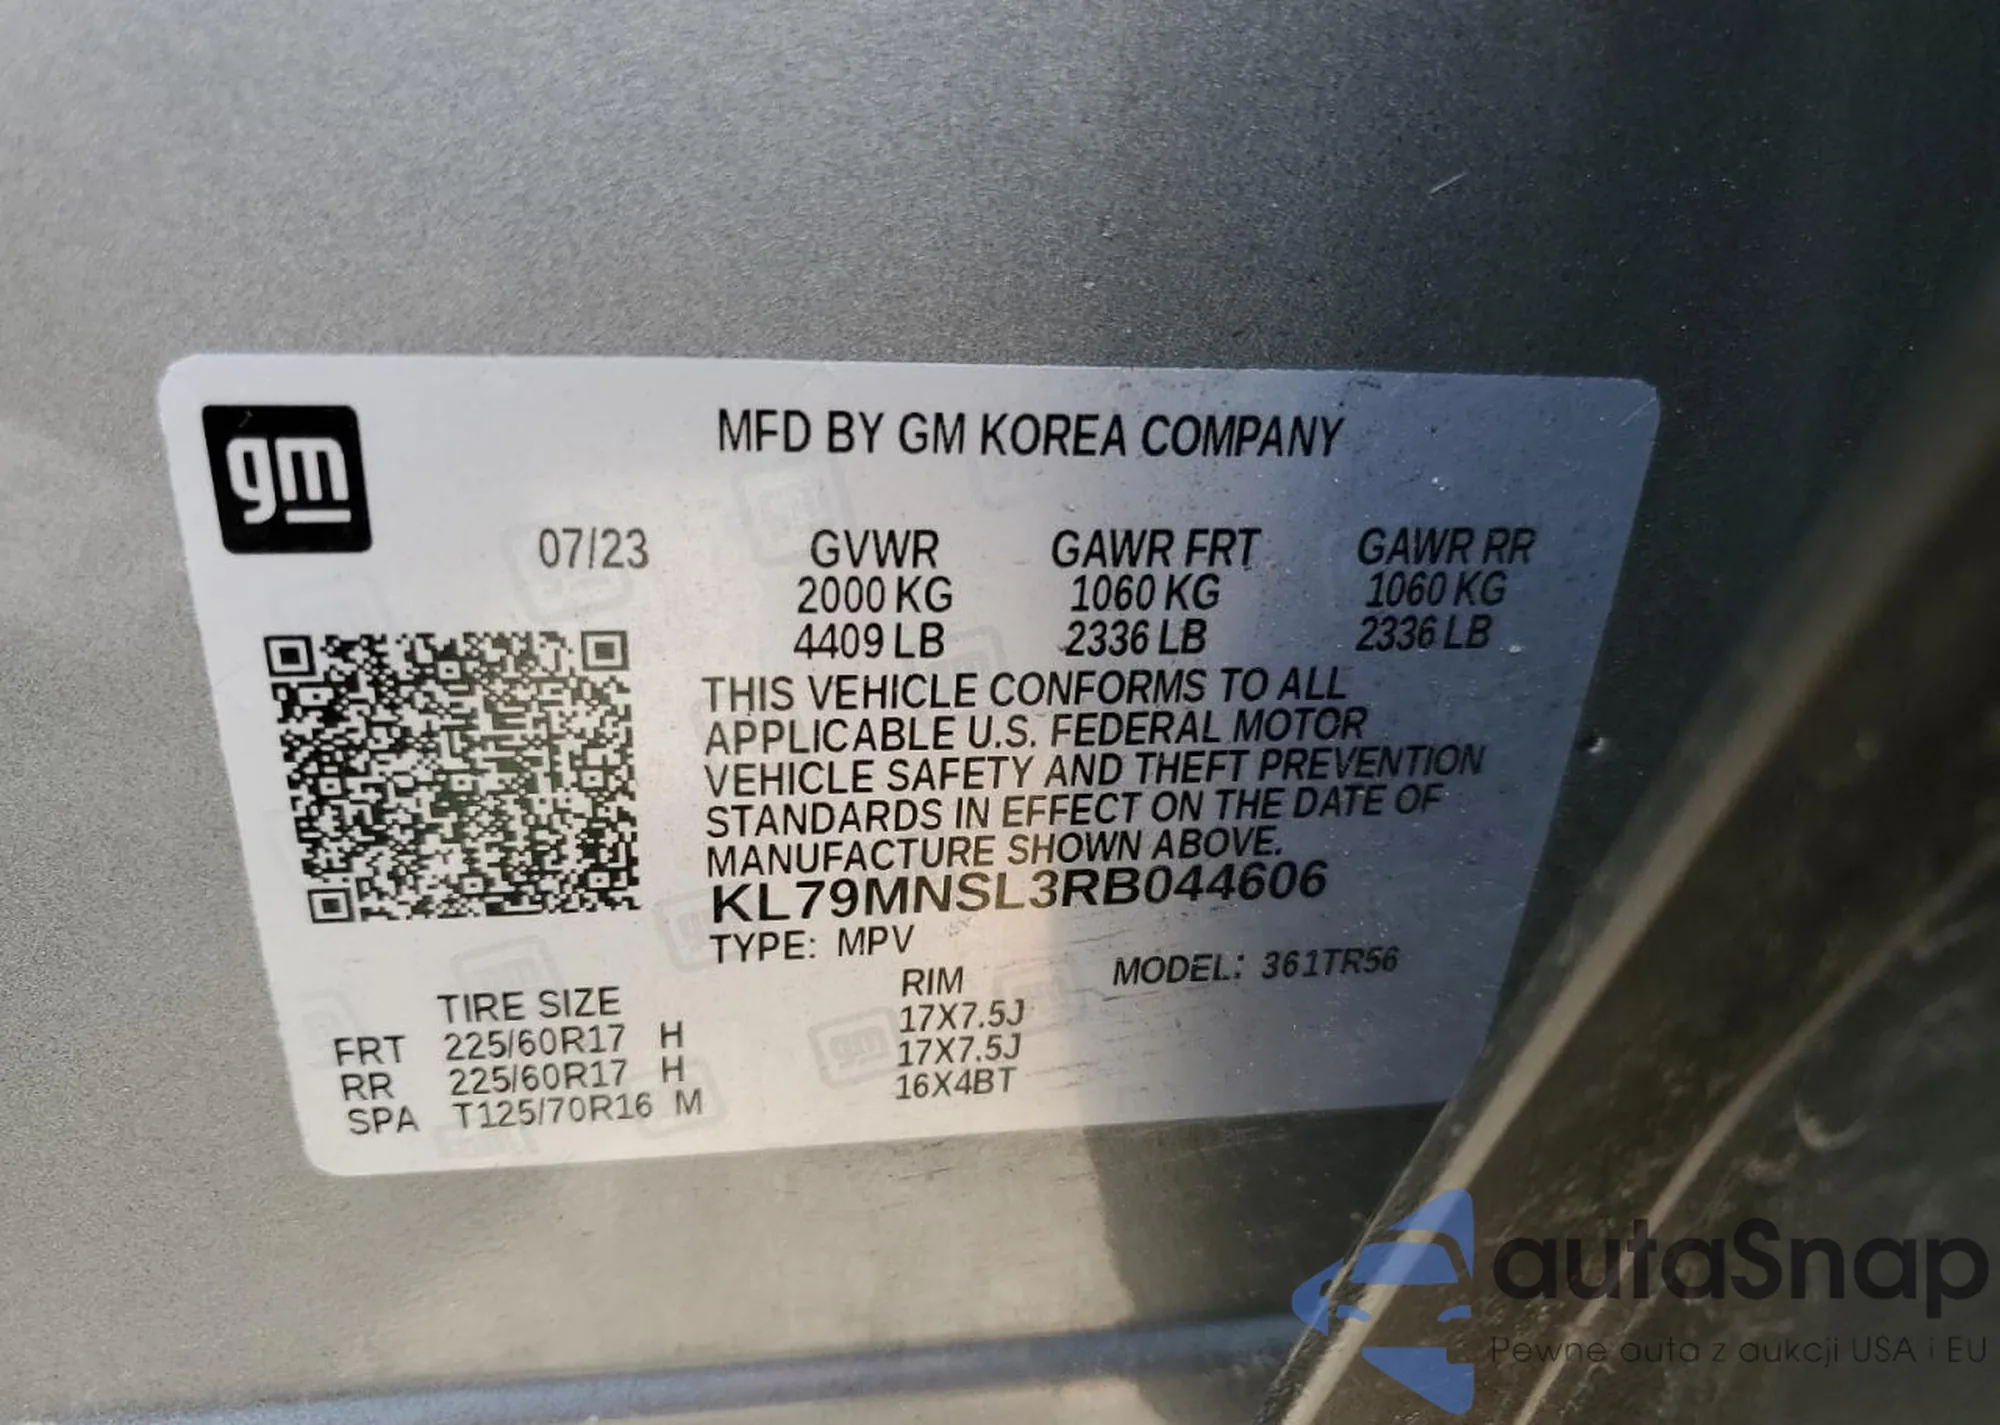 gm
MFD BY GM KOREA COMPANY
07/23 GVWR GAWR FRT GAWR RR
2000 KG 1060 KG 1060 KG
4409 LB 2336 LB 2336 LB
THIS VEHICLE CONFORMS TO ALL
APPLICABLE U.S. FEDERAL MOTOR
VEHICLE SAFETY AND THEFT PREVENTION
STANDARDS IN EFFECT ON THE DATE OF
MANUFACTURE SHOWN ABOVE.
KL79MNSL3RB044606
TYPE: MPV
MODEL: 361TR56
TIRE SIZE RIM
FRT 225/60R17 H 17X7.5J
RR 225/60R17 H 17X7.5J
SPA T125/70R16 M 16X4BT
autaSnap
Pewne auta z aukcji USA i EU